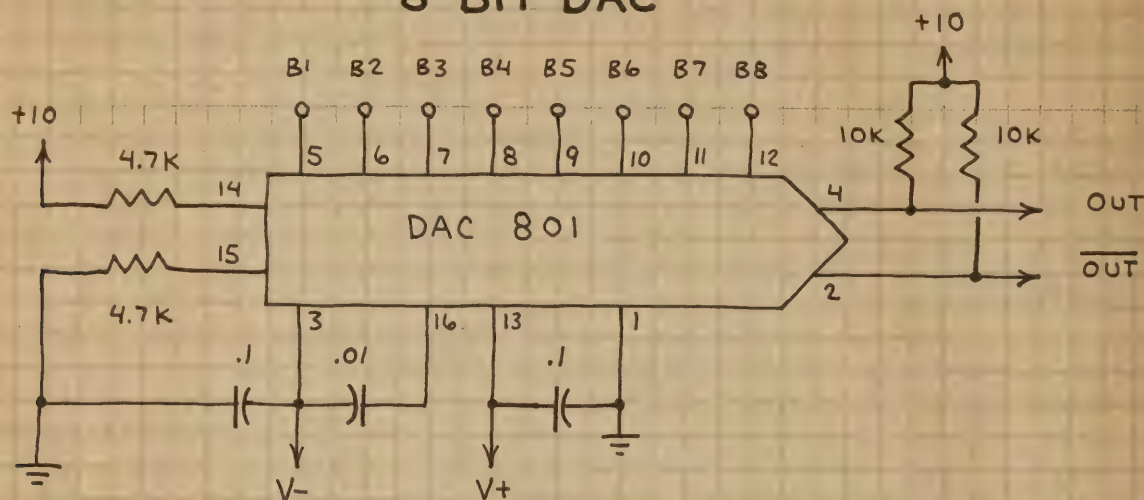 8 BIT DAC
+10
B1 B2 B3 B4 B5 B6 B7 B8
+10
4.7K
14
5 6 7 8 9 10 11 12
10K 10K
4
OUT
DAC 801
15
OUT
2
4.7K
3 16 13 1
.1 .01 .1
V- V+